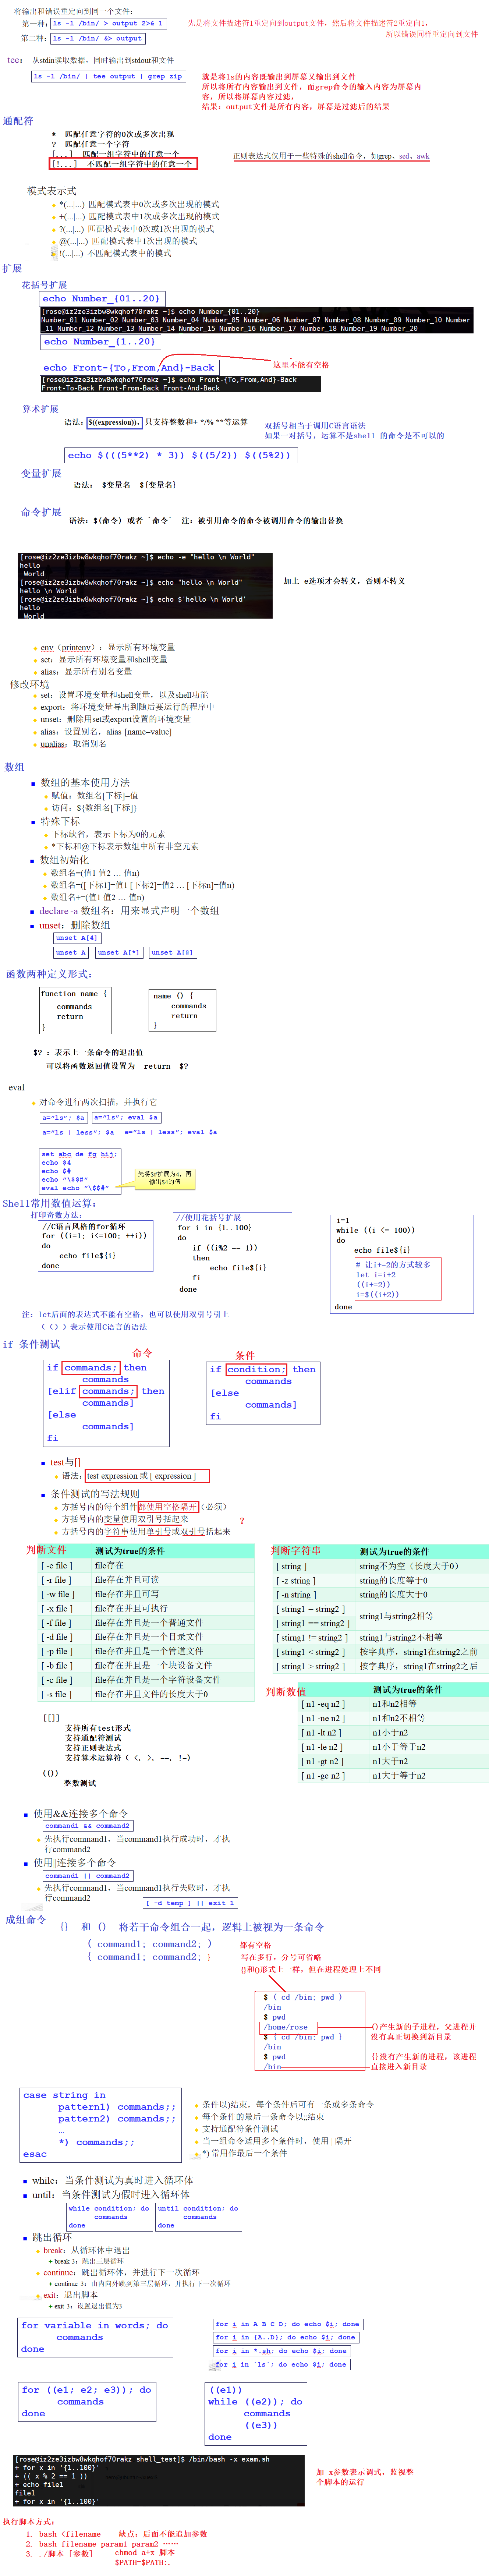 将输出和错误重定向到同一个文件:
第一种: ls -l /bin/ > output 2>& 1
先是将文件描述符1重定向到output文件, 然后将文件描述符2重定向1,
所以错误同样重定向到文件
第二种: ls -l /bin/ &> output
tee: 从stdin读取数据, 同时输出到stdout和文件
ls -l /bin/ | tee output | grep zip
就是将ls的内容既输出到屏幕又输出到文件
所以将所有内容输出到文件, 而grep命令的输入内容为屏幕内容, 所以将屏幕内容过滤。
结果: output文件是所有内容, 屏幕是过滤后的结果
通配符
* 匹配任意字符的0次或多次出现
? 匹配任意一个字符
[...] 匹配一组字符中的任意一个
[!...] 不匹配一组字符中的任意一个
正则表达式仅用于一些特殊的shell命令, 如grep、sed、awk
模式表示式
*(...|...) 匹配模式表中0次或多次出现的模式
+(...|...) 匹配模式表中1次或多次出现的模式
?(...|...) 匹配模式表中0次或1次出现的模式
@(...|...) 匹配模式表中1次出现的模式
!(...|...) 不匹配模式表中的模式
扩展
花括号扩展
echo Number_{01..20}
[rose@iz2ze3izbw8wkqhof70rakz ~]$ echo Number_{01..20}
Number_01 Number_02 Number_03 Number_04 Number_05 Number_06 Number_07 Number_08 Number_09 Number_10 Number
_11 Number_12 Number_13 Number_14 Number_15 Number_16 Number_17 Number_18 Number_19 Number_20
echo Number_{1..20}
echo Front-{To,From,And}-Back
这里不能有空格
[rose@iz2ze3izbw8wkqhof70rakz ~]$ echo Front-{To,From,And}-Back
Front-To-Back Front-From-Back Front-And-Back
算术扩展
语法: $((expression)), 只支持整数和+-*/% **等运算
双括号相当于调用C语言语法
如果一对括号, 运算不是shell 的命令是不可以的
echo $(((5**2) * 3)) $((5/2)) $((5%2))
变量扩展
语法: $变量名 ${变量名}
命令扩展
语法: $(命令) 或者 `命令` 注: 被引用命令的命令被调用命令的输出替换
[rose@iz2ze3izbw8wkqhof70rakz ~]$ echo -e "hello \n World"
hello
World
[rose@iz2ze3izbw8wkqhof70rakz ~]$ echo "hello \n World"
hello \n World
[rose@iz2ze3izbw8wkqhof70rakz ~]$ echo $'hello \n World'
hello
World
加上-e选项才会转义, 否则不转义
env (printenv) : 显示所有环境变量
set: 显示所有环境变量和shell变量
alias: 显示所有别名变量
修改环境
set: 设置环境变量和shell变量, 以及shell功能
export: 将环境变量导出到随后要运行的程序中
unset: 删除用set或export设置的环境变量
alias: 设置别名, alias [name=value]
unalias: 取消别名
数组
数组的基本使用方法
赋值: 数组名[下标]=值
访问: ${数组名[下标]}
特殊下标
下标缺省, 表示下标为0的元素
*下标和@下标表示数组中所有非空元素
数组初始化
数组名=(值1 值2 … 值n)
数组名=([下标1]=值1 [下标2]=值2 … [下标n]=值n)
数组名+=(值1 值2 … 值n)
declare -a 数组名: 用来显式声明一个数组
unset: 删除数组
unset A[4]
unset A unset A[*] unset A[@]
函数两种定义形式:
function name {
commands
return
}
name () {
commands
return
}
$? : 表示上一条命令的退出值
可以将函数返回值设置为 return $?
eval
对命令进行两次扫描, 并执行它
a="ls"; $a a="ls"; eval $a
a="ls | less"; $a a="ls | less"; eval $a
set abc de fg hij;
echo $4
echo $#
echo "\$$#"
eval echo "\$$#"
先将$#扩展为4, 再输出$4的值
Shell常用数值运算:
打印奇数方法:
//C语言风格的for循环
for ((i=1; i<=100; ++i))
do
echo file${i}
done
//使用花括号扩展
for i in {1..100}
do
if ((i%2 == 1))
then
echo file${i}
fi
done
i=1
while ((i <= 100))
do
echo file${i}
# 让i+=2的方式较多
let i=i+2
((i+=2))
i=$((i+2))
done
注: let后面的表达式不能有空格, 也可以使用双引号引上
(()) 表示使用C语言的语法
if 条件测试
命令
if commands; then
commands
[elif commands; then
commands]
[else
commands]
fi
条件
if condition; then
commands
[else
commands]
fi
test与[]
语法: test expression 或 [ expression ]
条件测试的写法规则
方括号内的每个组件都使用空格隔开 (必须)
方括号内的变量使用双引号括起来
方括号内的字符串使用单引号或双引号括起来
?
判断文件 测试为true的条件
[ -e file ] file存在
[ -r file ] file存在并且可读
[ -w file ] file存在并且可写
[ -x file ] file存在并且可执行
[ -f file ] file存在并且是一个普通文件
[ -d file ] file存在并且是一个目录文件
[ -p file ] file存在并且是一个管道文件
[ -b file ] file存在并且是一个块设备文件
[ -c file ] file存在并且是一个字符设备文件
[ -s file ] file存在并且文件的长度大于0
判断字符串 测试为true的条件
[ string ] string不为空 (长度大于0)
[ -z string ] string的长度等于0
[ -n string ] string的长度大于0
[ string1 = string2 ]
[ string1 == string2 ] string1与string2相等
[ string1 != string2 ] string1与string2不相等
[ string1 < string2 ] 按字典序, string1在string2之前
[ string1 > string2 ] 按字典序, string1在string2之后
判断数值 测试为true的条件
[ n1 -eq n2 ] n1和n2相等
[ n1 -ne n2 ] n1和n2不相等
[ n1 -lt n2 ] n1小于n2
[ n1 -le n2 ] n1小于等于n2
[ n1 -gt n2 ] n1大于n2
[ n1 -ge n2 ] n1大于等于n2
[[]]
支持所有test形式
支持通配符测试
支持正则表达式
支持算术运算符 ( <, >, ==, !=)
(())
整数测试
使用&&连接多个命令
command1 && command2
先执行command1, 当command1执行成功时, 才执行command2
使用||连接多个命令
command1 || command2
先执行command1, 当command1执行失败时, 才执行command2
[ -d temp ] || exit 1
成组命令
{} 和 () 将若干命令组合一起, 逻辑上被视为一条命令
( command1; command2; )
{ command1; command2; }
都有空格
写在多行, 分号可省略
{}和()形式上一样, 但在进程处理上不同
$ ( cd /bin; pwd )
/bin
$ pwd
/home/rose
$ { cd /bin; pwd }
/bin
$ pwd
/bin
()产生新的子进程, 父进程并没有真正切换到新目录
{}没有产生新的进程, 该进程直接进入新目录
case string in
pattern1) commands;;
pattern2) commands;;
…
*) commands;;
esac
条件以)结束, 每个条件后可有一条或多条命令
每个条件的最后一条命令以;;结束
支持通配符条件测试
当一组命令适用多个条件时, 使用 | 隔开
*) 常用作最后一个条件
while: 当条件测试为真时进入循环体
until: 当条件测试为假时进入循环体
while condition; do
commands
done
until condition; do
commands
done
跳出循环
break: 从循环体中退出
break 3: 跳出三层循环
continue: 跳出循环体, 并进行下一次循环
continue 3: 由内向外跳到第三层循环, 并执行下一次循环
exit: 退出脚本
exit 3: 设置退出值为3
for variable in words; do
commands
done
for i in A B C D; do echo $i; done
for i in {A..D}; do echo $i; done
for i in *.sh; do echo $i; done
for i in `ls`; do echo $i; done
for ((e1; e2; e3)); do
commands
done
((e1))
while ((e2)); do
commands
((e3))
done
[rose@iz2ze3izbw8wkqhof70rakz shell_test]$ /bin/bash -x exam.sh
+ for x in '{1..100}'
+ (( x % 2 == 1 ))
+ echo file1
file1
+ for x in '{1..100}'
加-x参数表示调式, 监视整个脚本的运行
执行脚本方式:
1. bash <filename 缺点: 后面不能追加参数
2. bash filename param1 param2 ……
3. ./脚本 [参数] chmod a+x 脚本
$PATH=$PATH:.